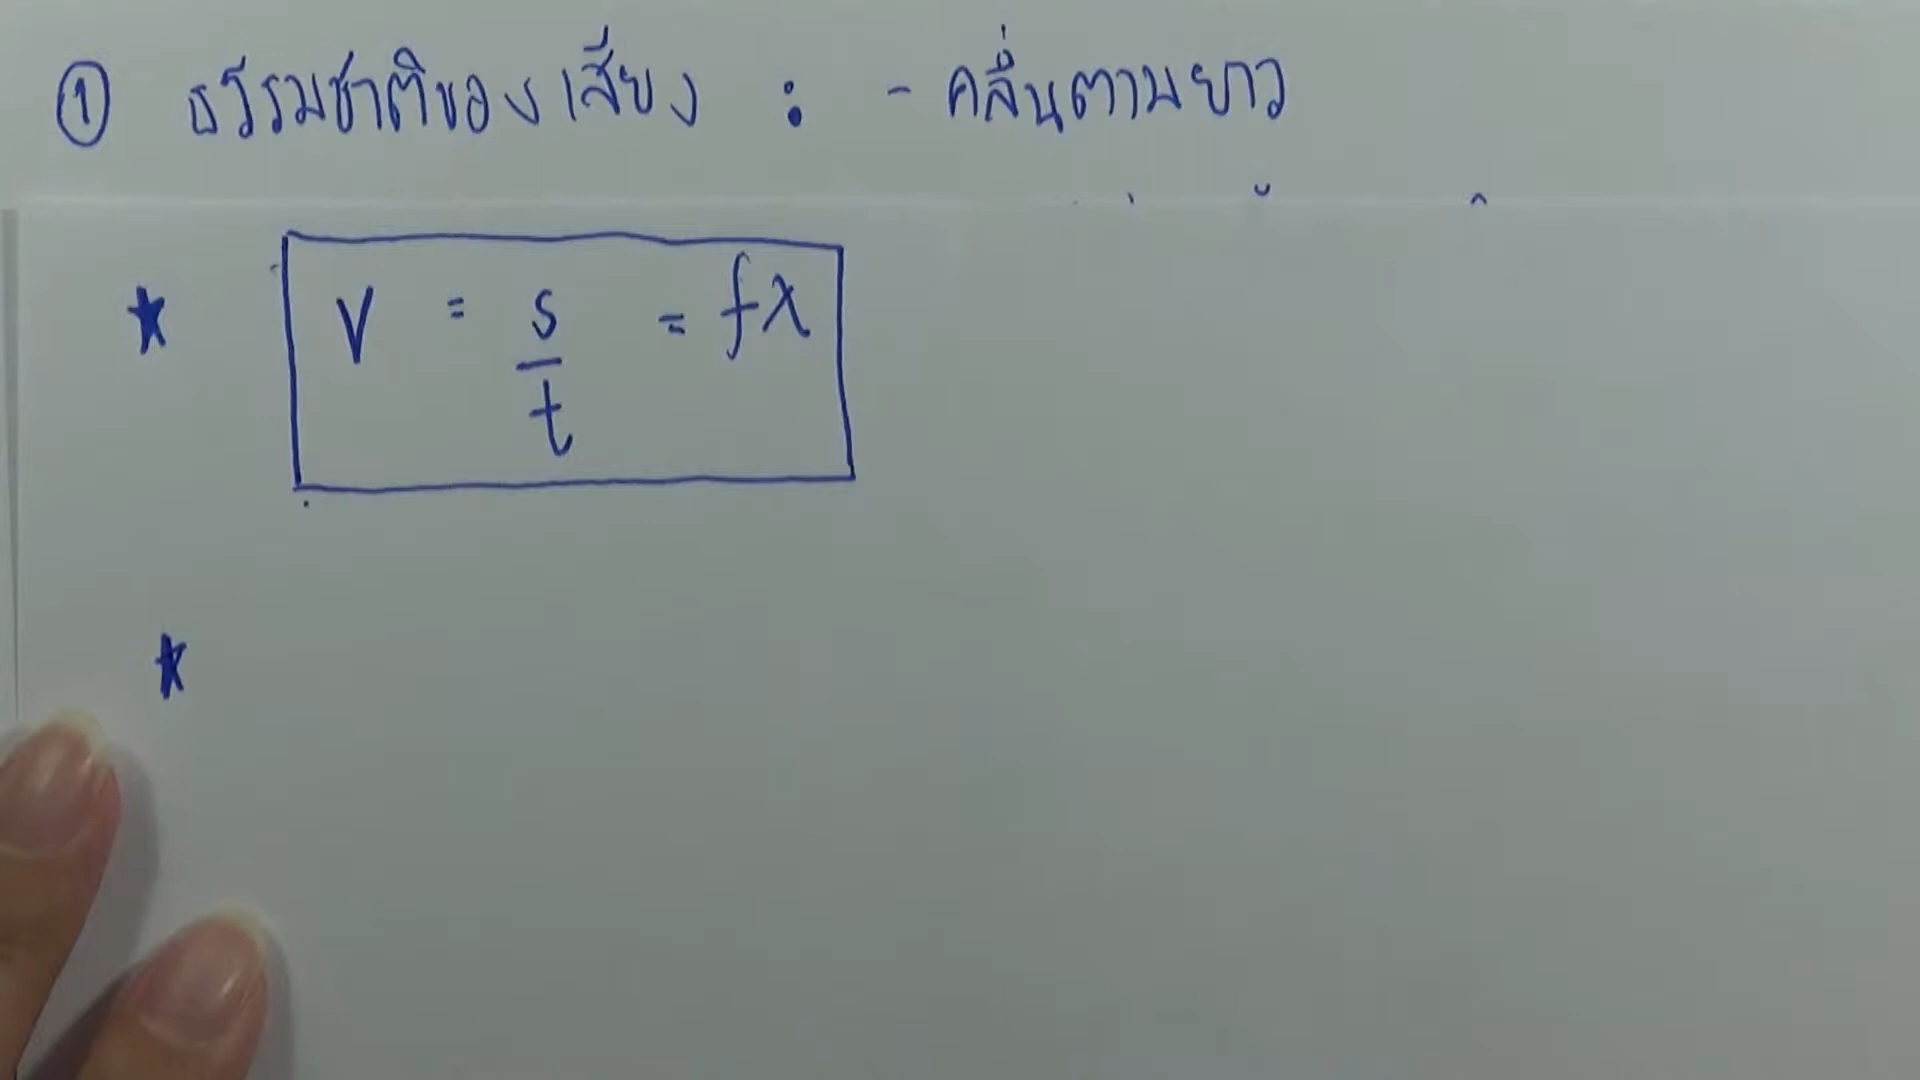 ① ธรรมชาติของเสียง : - คลื่นตามยาว
★ v = s/t = fλ
★